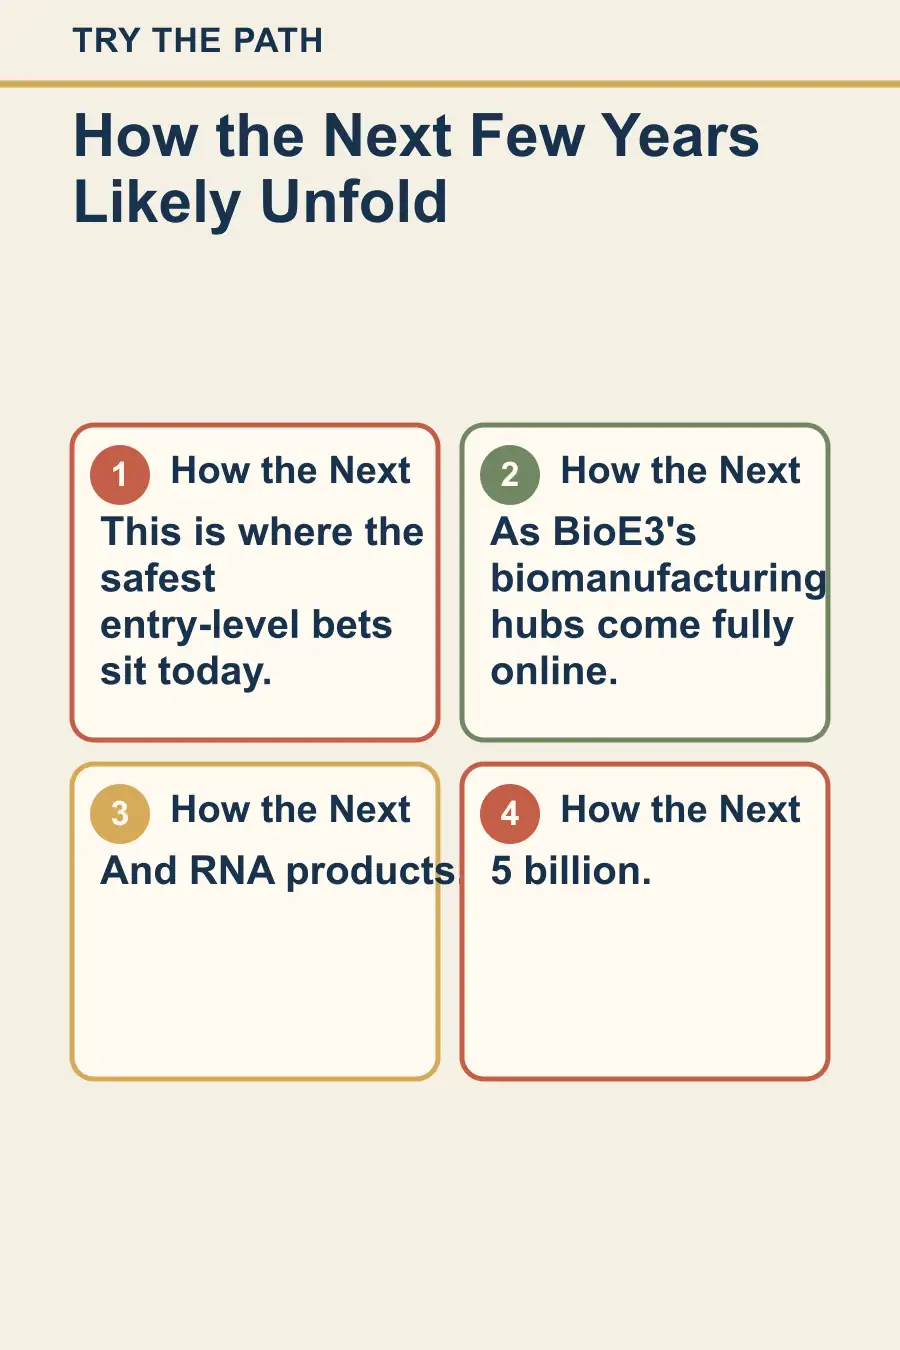 TRY THE PATH
How the Next Few Years
Likely Unfold
1 How the Next
This is where the
safest
entry-level bets
sit today.
2 How the Next
As BioE3's
biomanufacturing
hubs come fully
online.
3 How the Next
And RNA products.
4 How the Next
5 billion.